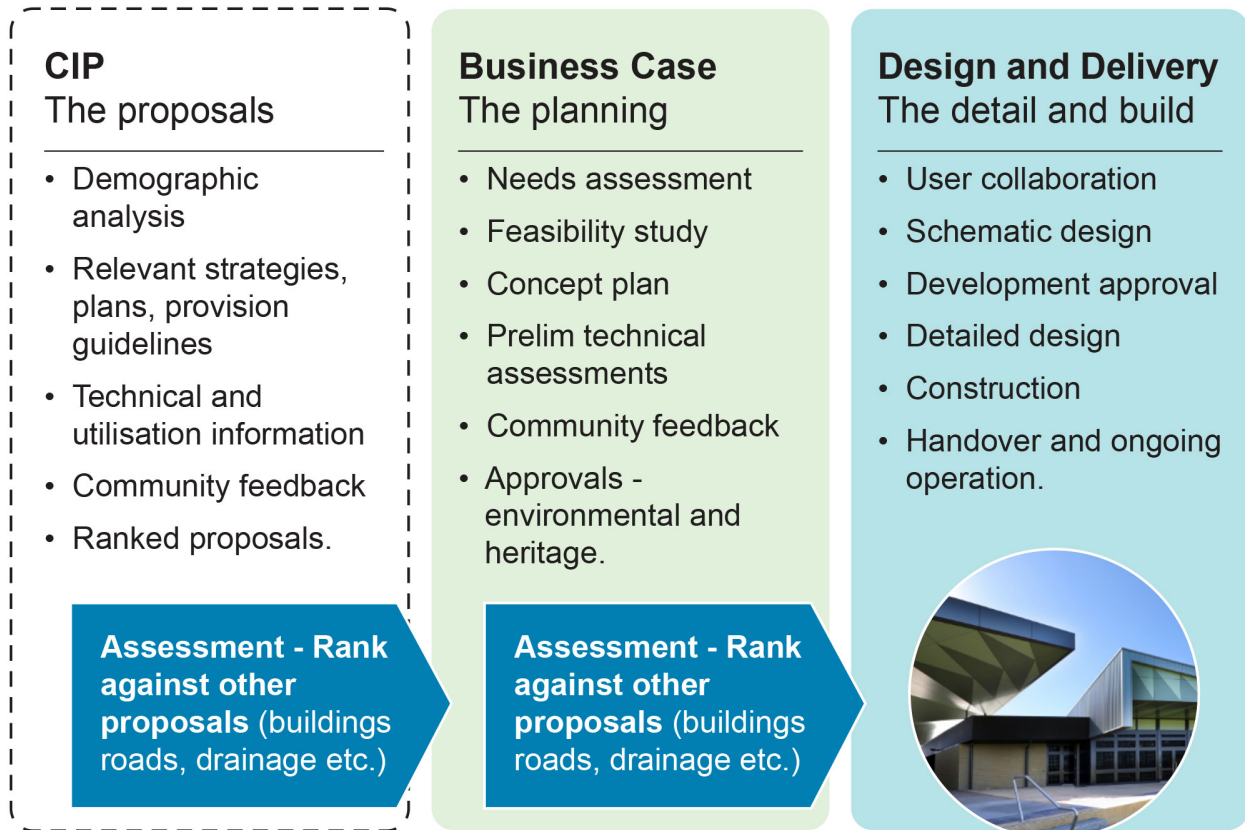 CIP
The proposals
• Demographic
analysis
• Relevant strategies,
plans, provision
guidelines
• Technical and
utilisation information
• Community feedback
• Ranked proposals.
Assessment - Rank
against other
proposals (buildings
roads, drainage etc.)
Business Case
The planning
• Needs assessment
• Feasibility study
• Concept plan
• Prelim technical
assessments
• Community feedback
• Approvals -
environmental and
heritage.
Assessment - Rank
against other
proposals (buildings
roads, drainage etc.)
Design and Delivery
The detail and build
• User collaboration
• Schematic design
• Development approval
• Detailed design
• Construction
• Handover and ongoing
operation.